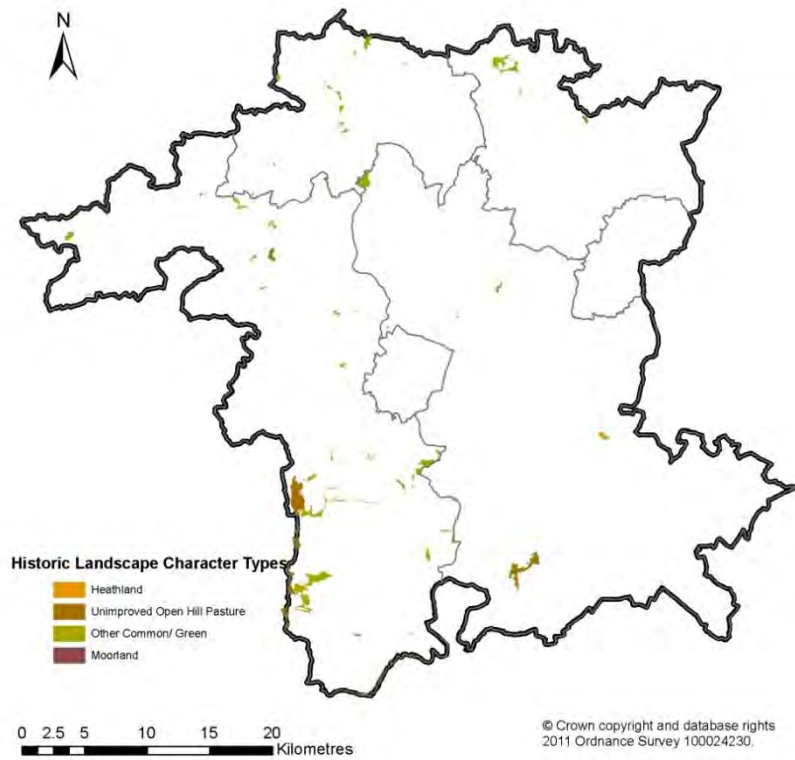 N
Historic Landscape Character Types
Heathland
Unimproved Open Hill Pasture
Other Common/ Green
Moorland
0 2.5 5 10 15 20
Kilometres
© Crown copyright and database rights
2011 Ordnance Survey 100024230.